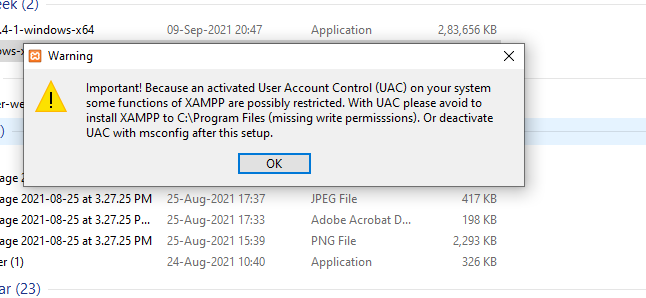 eek (2)
.4-1-windows-x64 09-Sep-2021 20:47 Application 2,83,656 KB
ows-x
Warning
Important! Because an activated User Account Control (UAC) on your system
some functions of XAMPP are possibly restricted. With UAC please avoid to
install XAMPP to C:\Program Files (missing write permisssions). Or deactivate
UAC with msconfig after this setup.
er-we
)
OK
age 2021-08-25 at 3.27.25 PM 25-Aug-2021 17:37 JPEG File 417 KB
age 2021-08-25 at 3.27.25 P... 25-Aug-2021 17:33 Adobe Acrobat D... 198 KB
age 2021-08-25 at 3.27.25 PM 25-Aug-2021 15:39 PNG File 2,293 KB
er (1) 24-Aug-2021 10:40 Application 326 KB
ar (23)